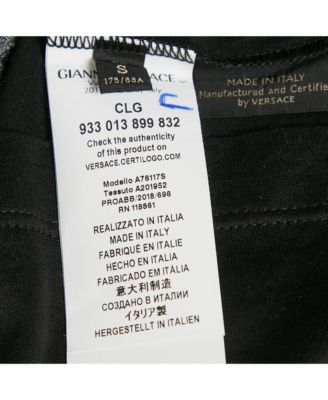 S
175/88A
GIANN
ACE
CLG
933 013 899 832
Check the authenticity
of this product on
VERSACE.CERTILOGO.COM
Modello A76117S
Tessuto A201952
PROABB/2018/698
RN 118861
REALIZZATO IN ITALIA
MADE IN ITALY
FABRIQUÉ EN ITALIE
HECHO EN ITALIA
FABRICADO EM ITALIA
意大利制造
СОЗДАНО В ИТАЛИИ
イタリア製
HERGESTELLT IN ITALIEN
MADE IN ITALY
Manufactured and Certified
by VERSACE